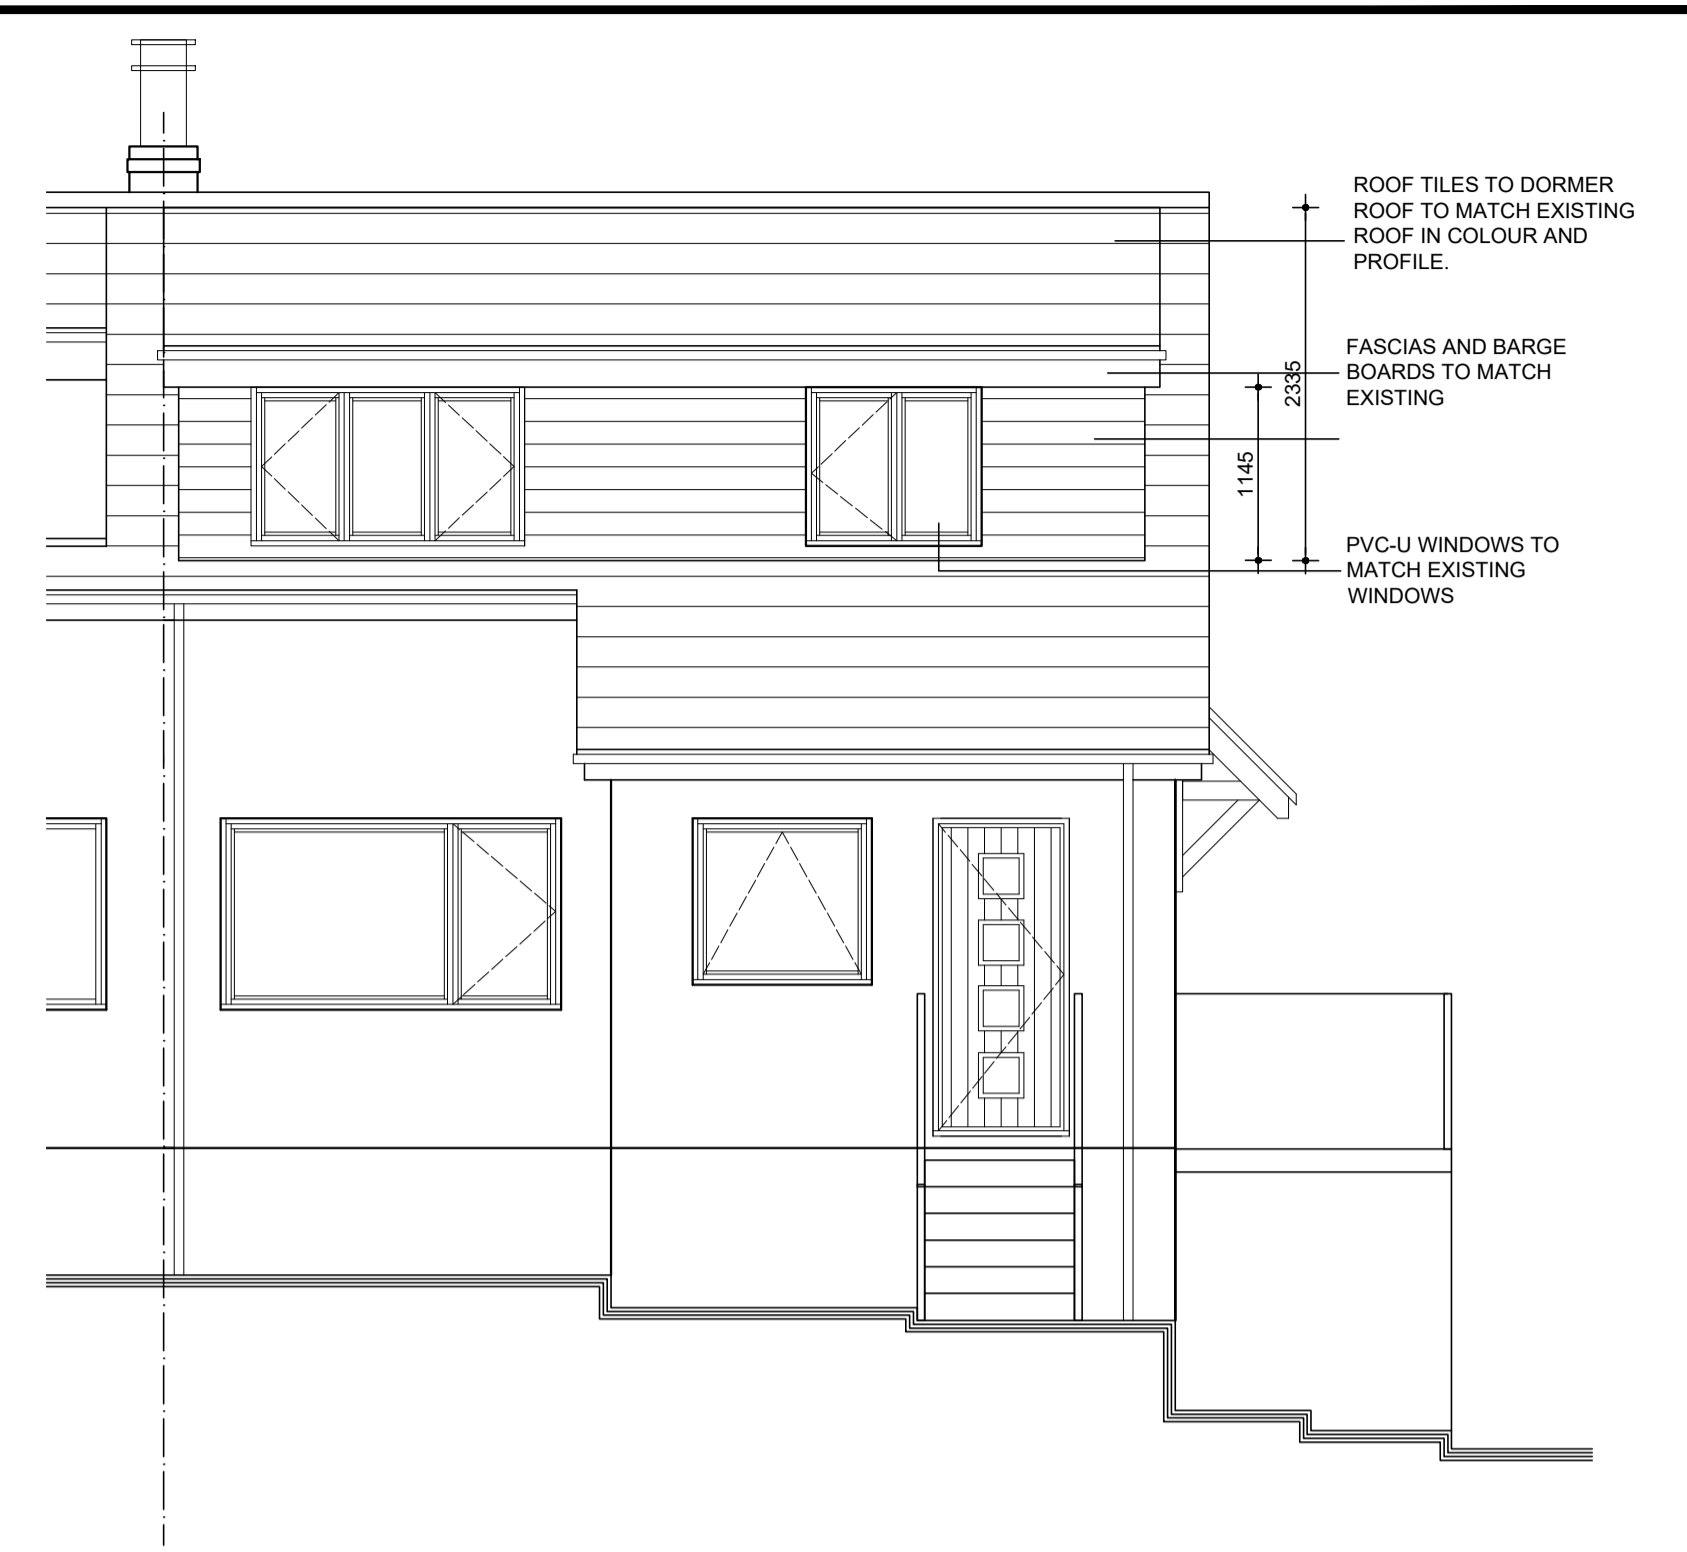 ROOF TILES TO DORMER
ROOF TO MATCH EXISTING
ROOF IN COLOUR AND
PROFILE.
FASCIAS AND BARGE
BOARDS TO MATCH
EXISTING
2335
1145
PVC-U WINDOWS TO
MATCH EXISTING
WINDOWS